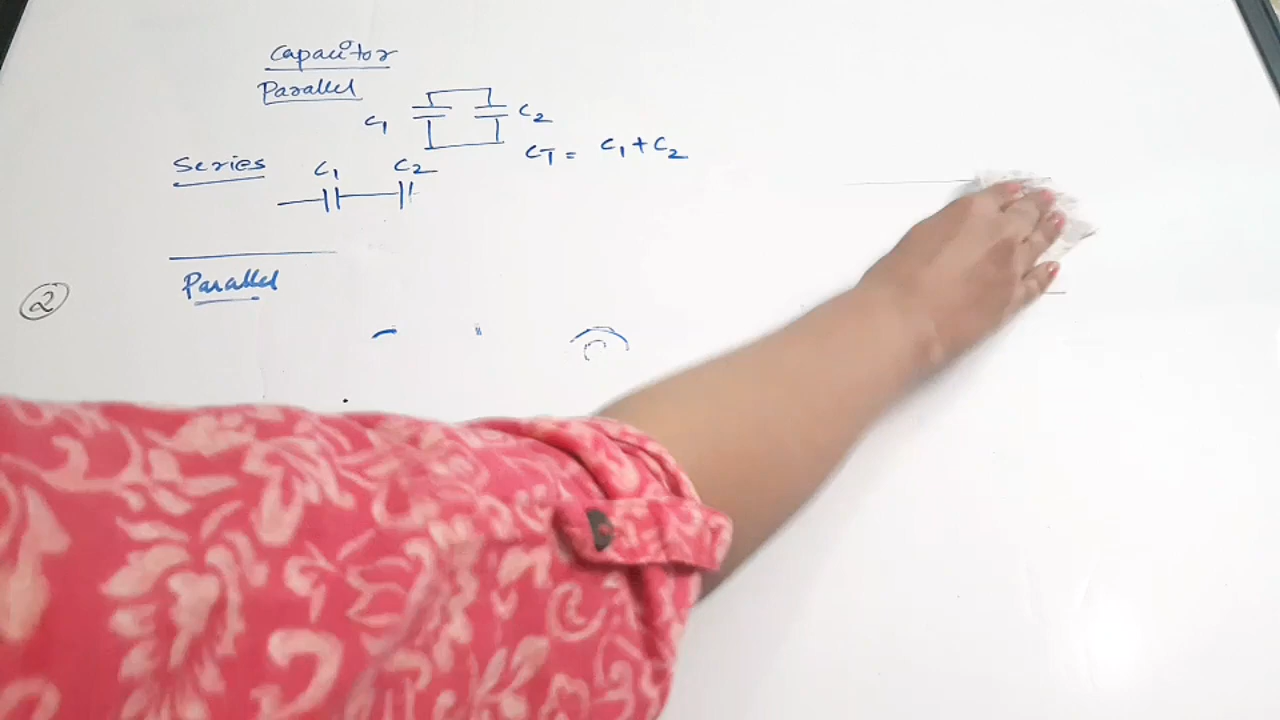 Capacitor
Parallel
C1 C2
CT = C1 + C2
Series C1 C2
Parallel
2